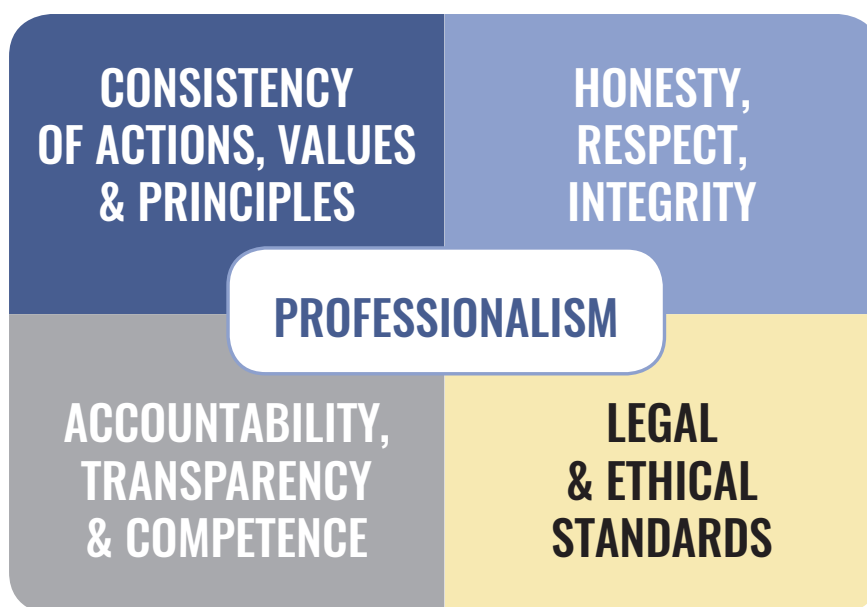 CONSISTENCY
OF ACTIONS, VALUES
& PRINCIPLES
HONESTY,
RESPECT,
INTEGRITY
PROFESSIONALISM
ACCOUNTABILITY,
TRANSPARENCY
& COMPETENCE
LEGAL
& ETHICAL
STANDARDS